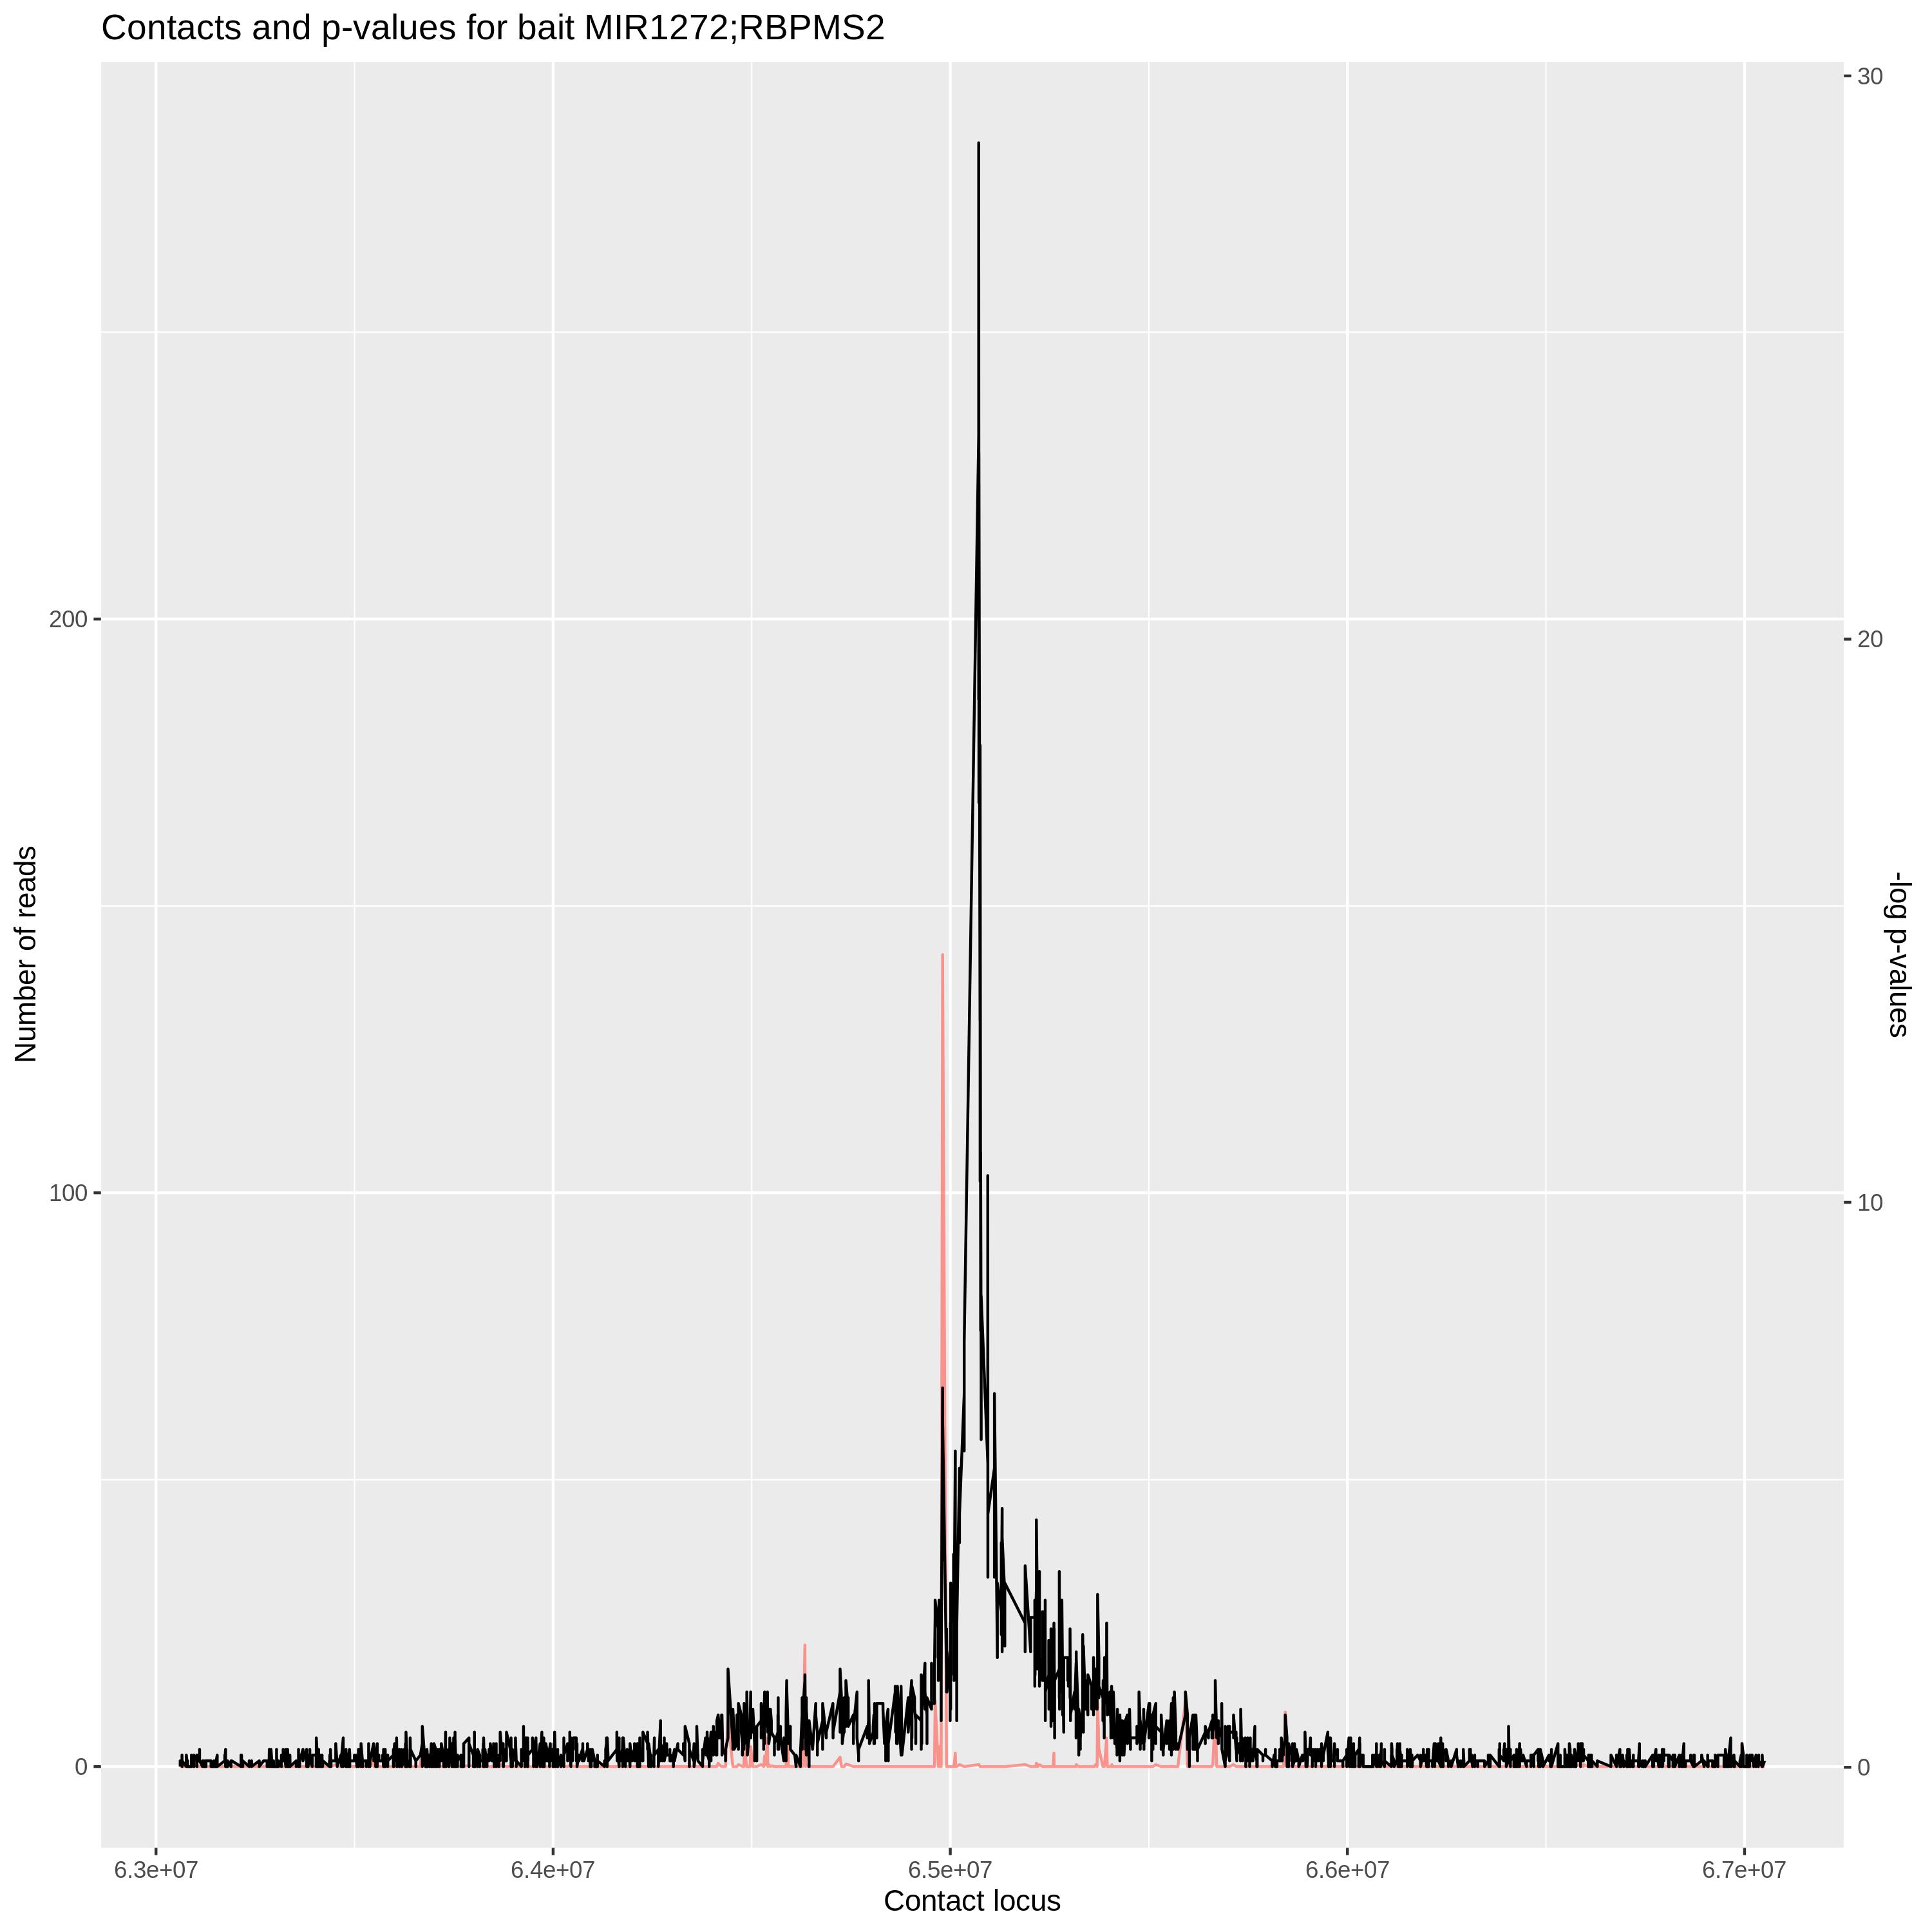 Contacts and p-values for bait MIR1272;RBPMS2
30
200
20
Number of reads
-log p-values
100
10
0
0
6.3e+07
6.4e+07
6.5e+07
6.6e+07
6.7e+07
Contact locus